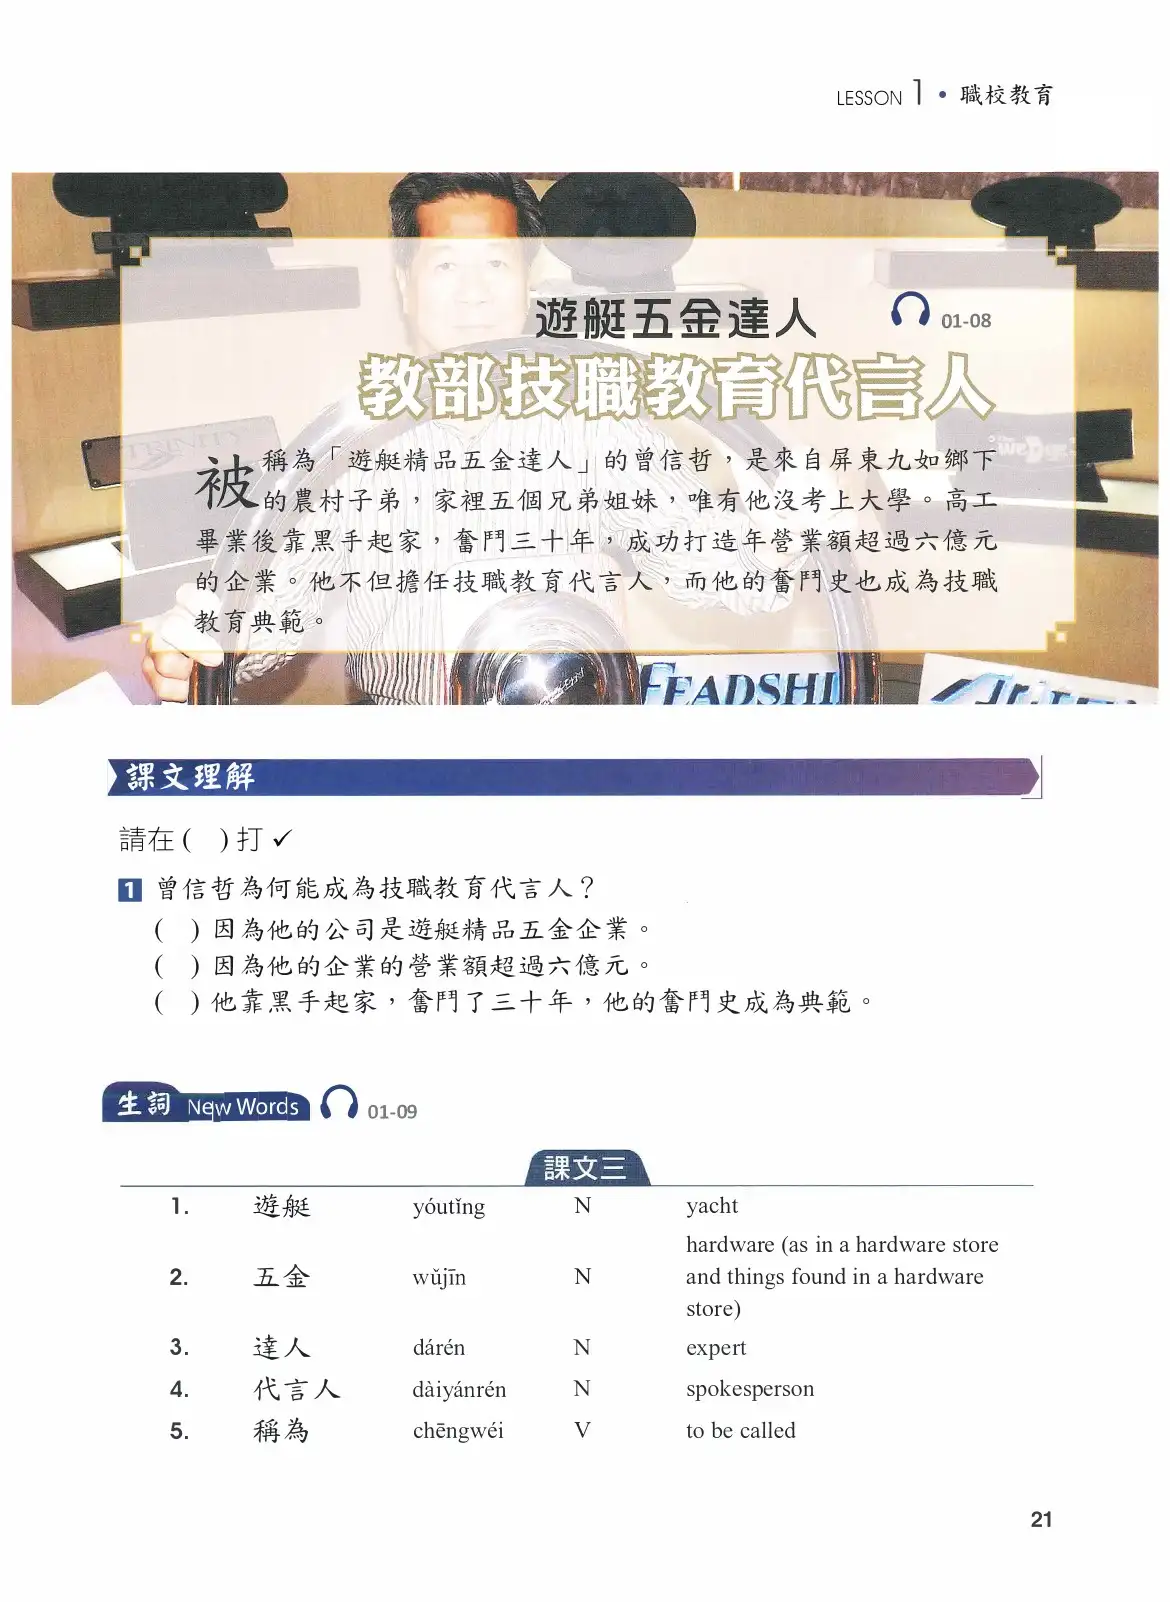 LESSON 1 • 職校教育
遊艇五金達人
01-08
教部技職教育代言人
被稱為「遊艇精品五金達人」的曾信哲，是來自屏東九如鄉下
的農村子弟，家裡五個兄弟姐妹，唯有他沒考上大學。高工
畢業後靠黑手起家，奮鬥三十年，成功打造年營業額超過六億元
的企業。他不但擔任技職教育代言人，而他的奮鬥史也成為技職
教育典範。
FEADSHI
課文理解
請在（ ）打✓
1 曾信哲為何能成為技職教育代言人？
（ ）因為他的公司是遊艇精品五金企業。
（ ）因為他的企業的營業額超過六億元。
（ ）他靠黑手起家，奮鬥了三十年，他的奮鬥史成為典範。
生詞 New Words 01-09
課文三
1. 遊艇 yóutǐng N yacht
2. 五金 wǔjīn N hardware (as in a hardware store
and things found in a hardware
store)
3. 達人 dárén N expert
4. 代言人 dàiyánrén N spokesperson
5. 稱為 chēngwéi V to be called
21